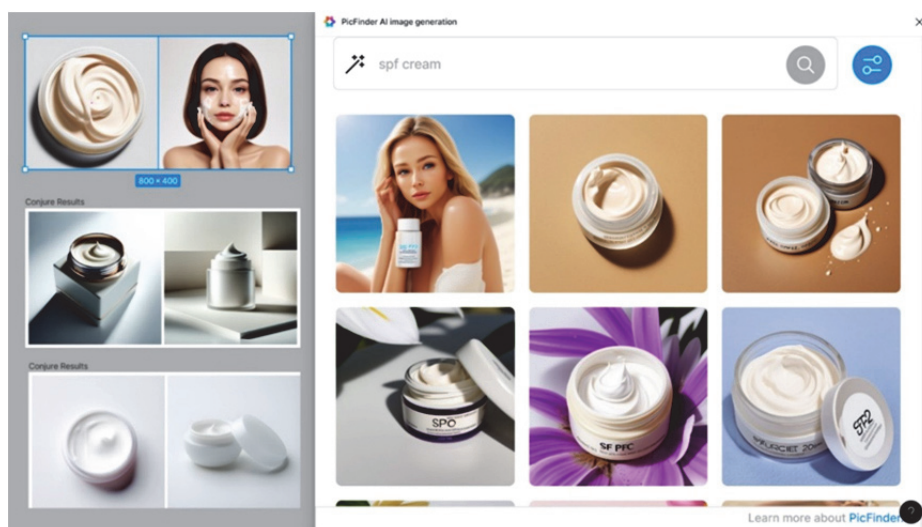 800 × 400
Conjure Results
Conjure Results
PicFinder AI image generation
spf cream
SPO
SF PFC
Learn more about PicFinder
?